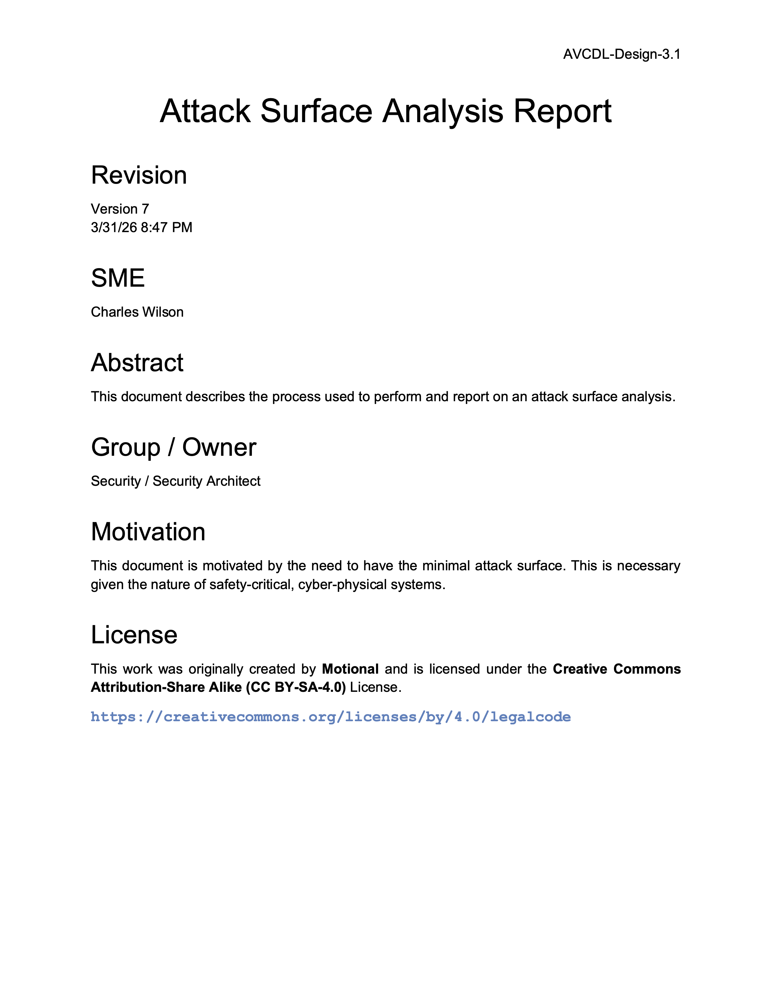 AVCDL-Design-3.1
Attack Surface Analysis Report
Revision
Version 7
3/31/26 8:47 PM
SME
Charles Wilson
Abstract
This document describes the process used to perform and report on an attack surface analysis.
Group / Owner
Security / Security Architect
Motivation
This document is motivated by the need to have the minimal attack surface. This is necessary
given the nature of safety-critical, cyber-physical systems.
License
This work was originally created by Motional and is licensed under the Creative Commons
Attribution-Share Alike (CC BY-SA-4.0) License.
https://creativecommons.org/licenses/by/4.0/legalcode